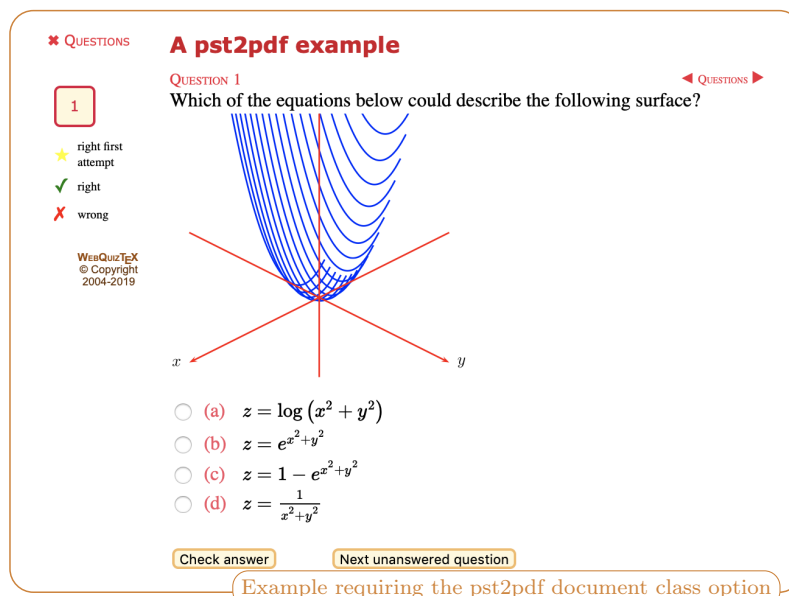 ✖ QUESTIONS
A pst2pdf example
QUESTION 1
◀ QUESTIONS ▶
Which of the equations below could describe the following surface?
1
right first
attempt
right
wrong
WEBQUIZTEX
© Copyright
2004-2019
x
y
(a) z = log (x² + y²)
(b) z = e^{x²+y²}
(c) z = 1 − e^{x²+y²}
(d) z = \frac{1}{x²+y²}
Check answer
Next unanswered question
Example requiring the pst2pdf document class option